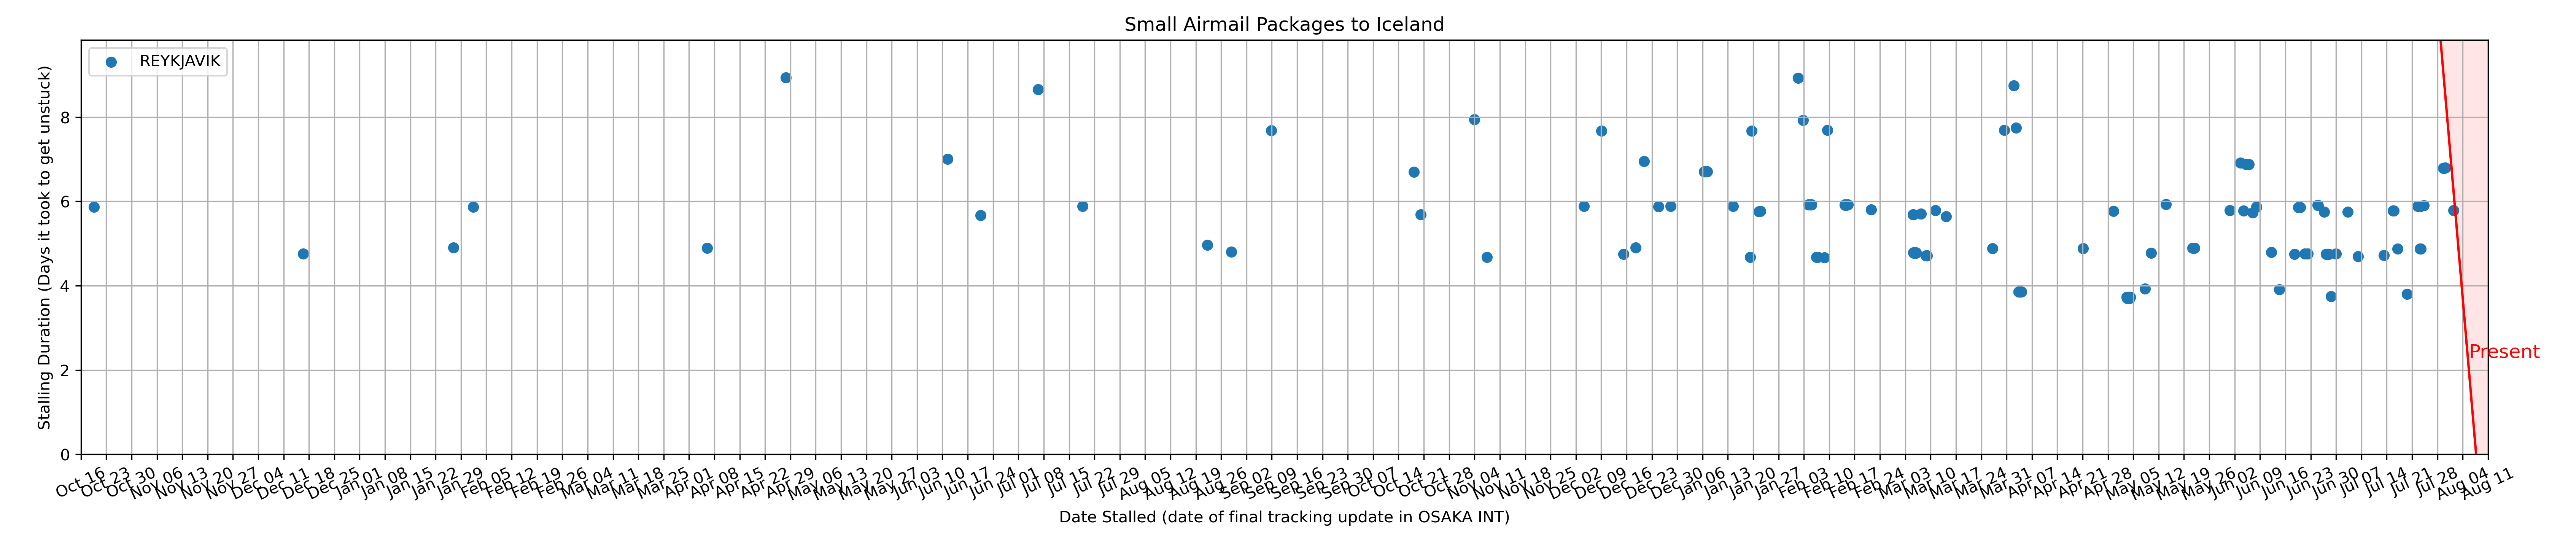 Small Airmail Packages to Iceland
REYKJAVIK
Stalling Duration (Days it took to get unstuck)
8
6
4
2
0
Present
Oct 16
Oct 23
Oct 30
Nov 06
Nov 13
Nov 20
Nov 27
Dec 04
Dec 11
Dec 18
Dec 25
Jan 01
Jan 08
Jan 15
Jan 22
Jan 29
Feb 05
Feb 12
Feb 19
Feb 26
Mar 04
Mar 11
Mar 18
Mar 25
Apr 01
Apr 08
Apr 15
Apr 22
Apr 29
May 06
May 13
May 20
May 27
Jun 03
Jun 10
Jun 17
Jun 24
Jul 01
Jul 08
Jul 15
Jul 22
Jul 29
Aug 05
Aug 12
Aug 19
Aug 26
Sep 02
Sep 09
Sep 16
Sep 23
Sep 30
Oct 07
Oct 14
Oct 21
Oct 28
Nov 04
Nov 11
Nov 18
Nov 25
Dec 02
Dec 09
Dec 16
Dec 23
Dec 30
Jan 06
Jan 13
Jan 20
Jan 27
Feb 03
Feb 10
Feb 17
Feb 24
Mar 03
Mar 10
Mar 17
Mar 24
Mar 31
Apr 07
Apr 14
Apr 21
Apr 28
May 05
May 12
May 19
May 26
Jun 02
Jun 09
Jun 16
Jun 23
Jun 30
Jul 07
Jul 14
Jul 21
Jul 28
Aug 04
Aug 11
Date Stalled (date of final tracking update in OSAKA INT)